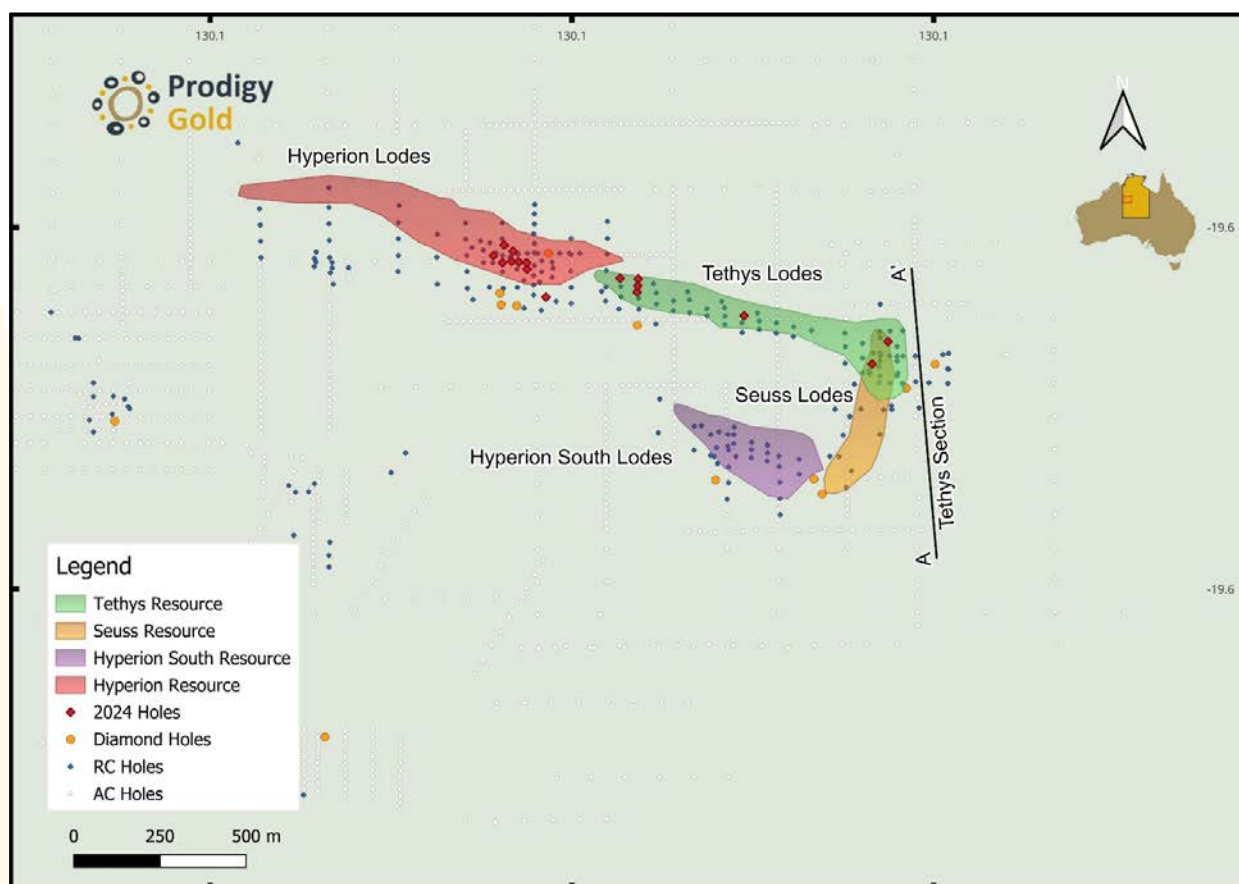 130.1
130.1
130.1
Prodigy
Gold
N
Hyperion Lodes
-19.6
Tethys Lodes
A'
Seuss Lodes
Hyperion South Lodes
Tethys Section
A
Legend
Tethys Resource
Seuss Resource
Hyperion South Resource
Hyperion Resource
2024 Holes
Diamond Holes
RC Holes
AC Holes
-19.6
0 250 500 m